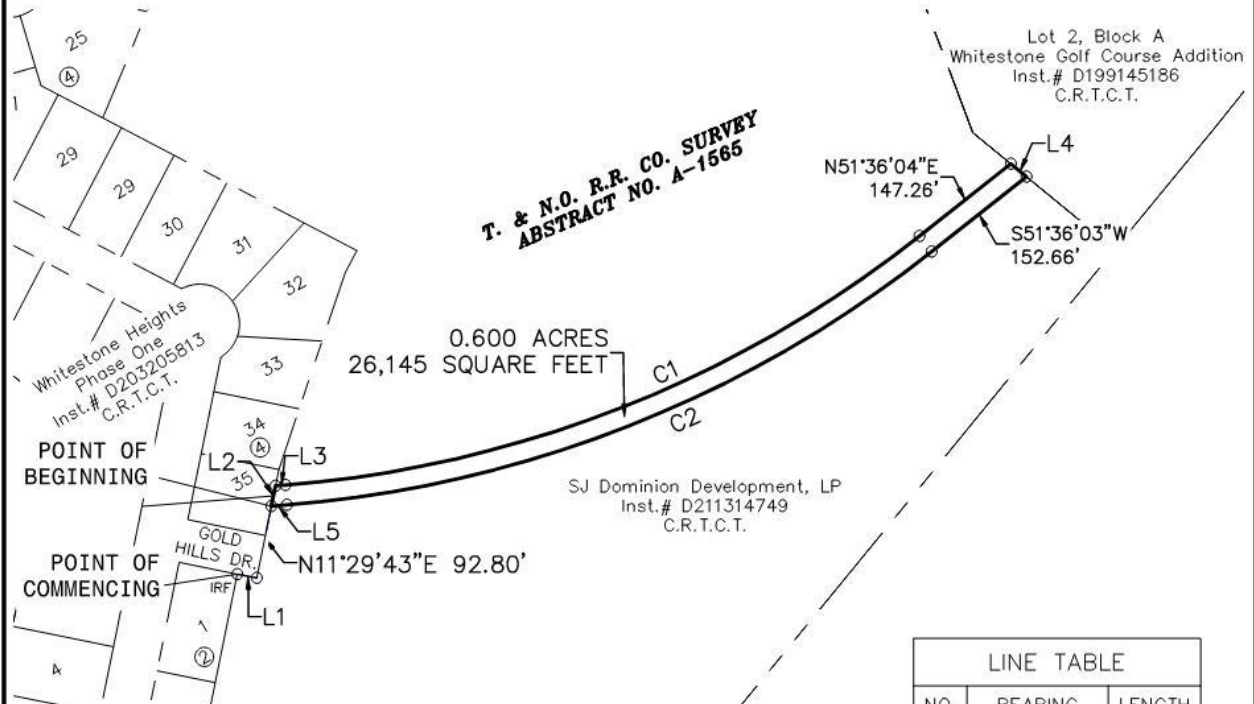 25
④
Lot 2, Block A
Whitestone Golf Course Addition
Inst.# D199145186
C.R.T.C.T.
T. & N.O. R.R. CO. SURVEY
ABSTRACT NO. A-1565
L4
N51°36'04"E
147.26'
S51°36'03"W
152.66'
1
29
29
30
31
32
33
34
④
35
Whitestone Heights
Phase One
Inst.# D203205813
C.R.T.C.T.
0.600 ACRES
26,145 SQUARE FEET
C1
C2
POINT OF
BEGINNING
L2
L3
L5
SJ Dominion Development, LP
Inst.# D211314749
C.R.T.C.T.
GOLD
HILLS DR.
N11°29'43"E 92.80'
POINT OF
COMMENCING
IRF
L1
1
②
4
LINE TABLE
NO. BEARING LENGTH